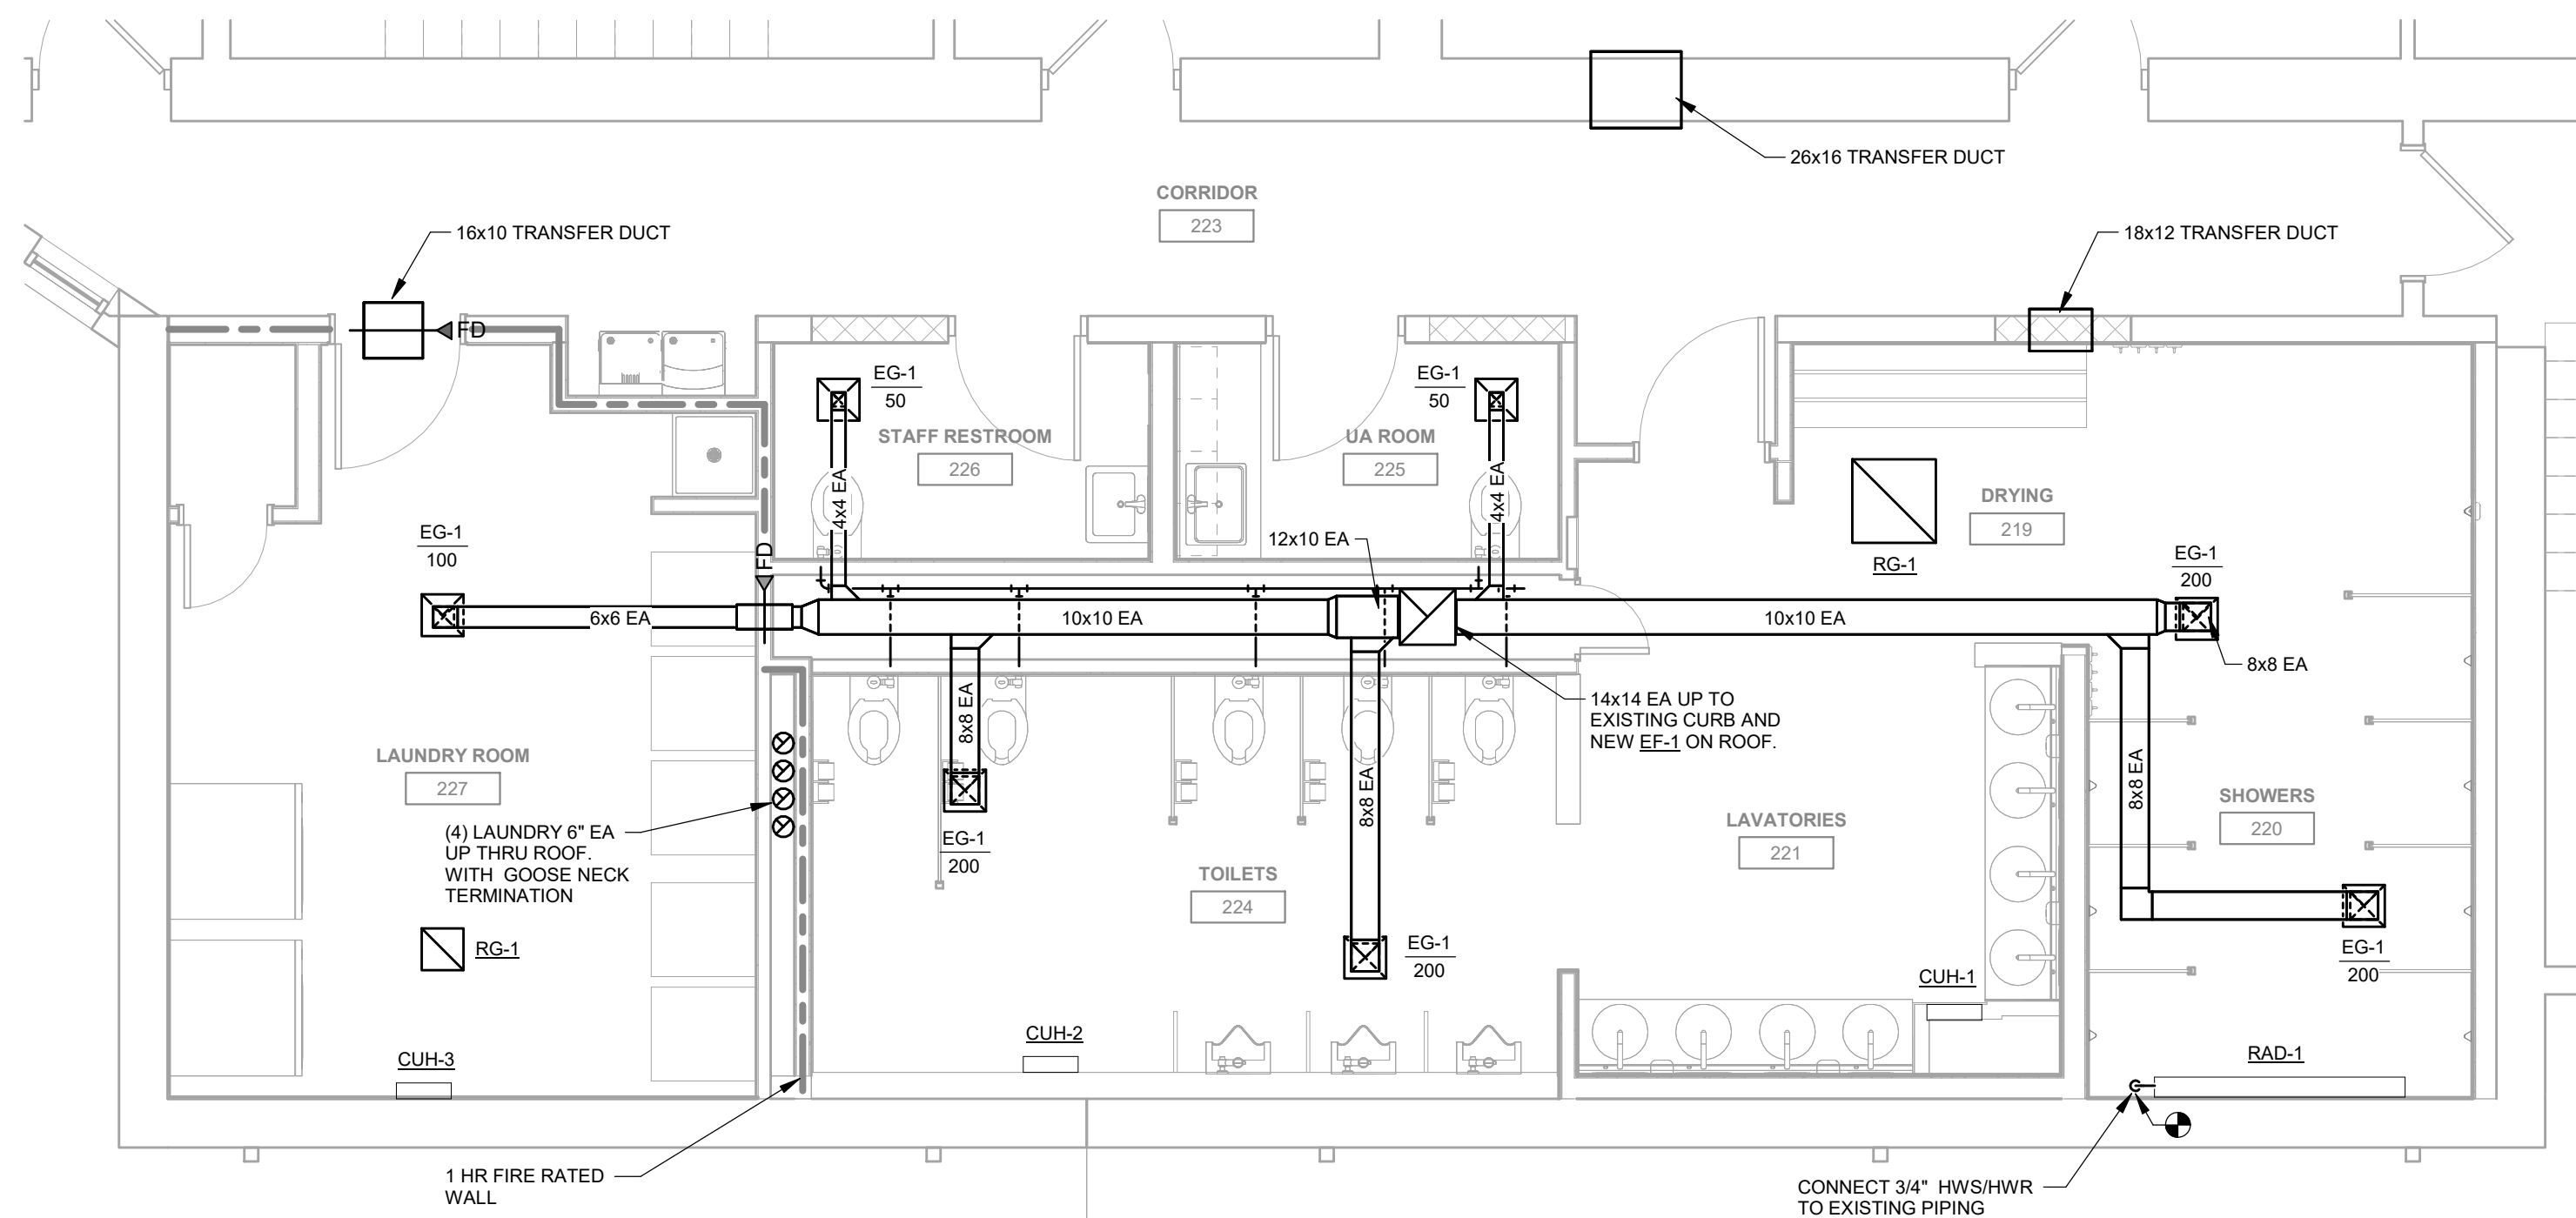 26x16 TRANSFER DUCT
CORRIDOR
223
16x10 TRANSFER DUCT
18x12 TRANSFER DUCT
FD
EG-1
50
STAFF RESTROOM
226
4x4 EA
EG-1
50
UA ROOM
225
4x4 EA
12x10 EA
DRYING
219
RG-1
EG-1
200
8x8 EA
EG-1
100
FD
6x6 EA
10x10 EA
10x10 EA
14x14 EA UP TO
EXISTING CURB AND
NEW EF-1 ON ROOF.
8x8 EA
8x8 EA
8x8 EA
LAUNDRY ROOM
227
(4) LAUNDRY 6" EA
UP THRU ROOF.
WITH GOOSE NECK
TERMINATION
RG-1
EG-1
200
TOILETS
224
EG-1
200
LAVATORIES
221
SHOWERS
220
EG-1
200
CUH-1
CUH-2
CUH-3
RAD-1
1 HR FIRE RATED
WALL
CONNECT 3/4" HWS/HWR
TO EXISTING PIPING